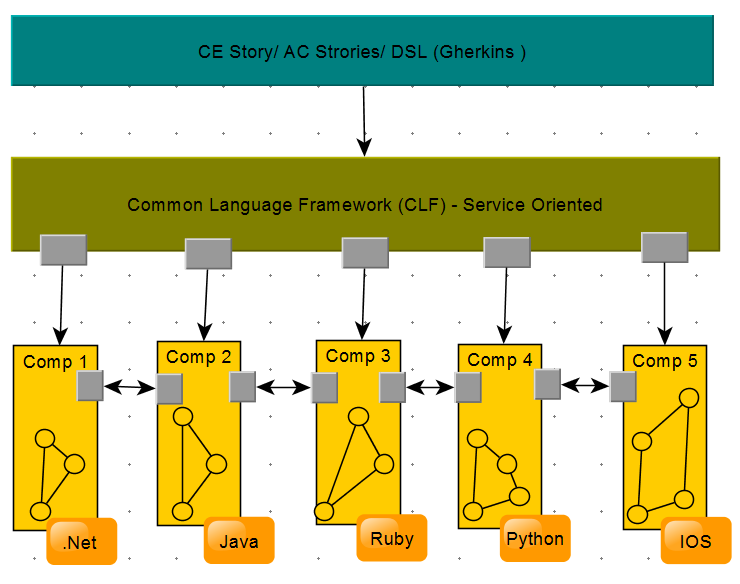 CE Story/ AC Strories/ DSL (Gherkins )
Common Language Framework (CLF) - Service Oriented
Comp 1
Comp 2
Comp 3
Comp 4
Comp 5
.Net
Java
Ruby
Python
IOS